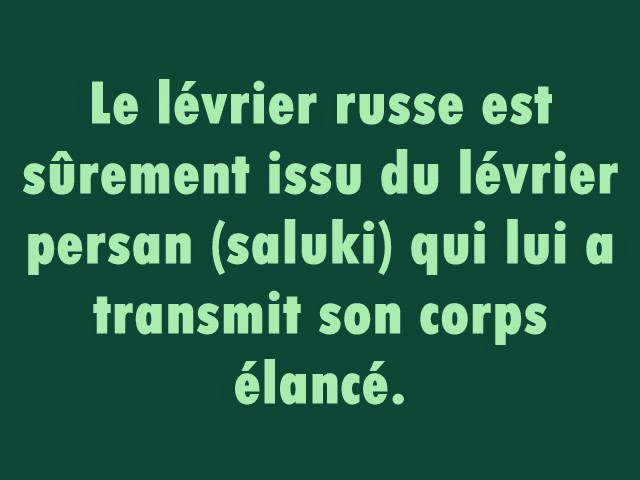 Le lévrier russe est
sûrement issu du lévrier
persan (saluki) qui lui a
transmit son corps
élancé.